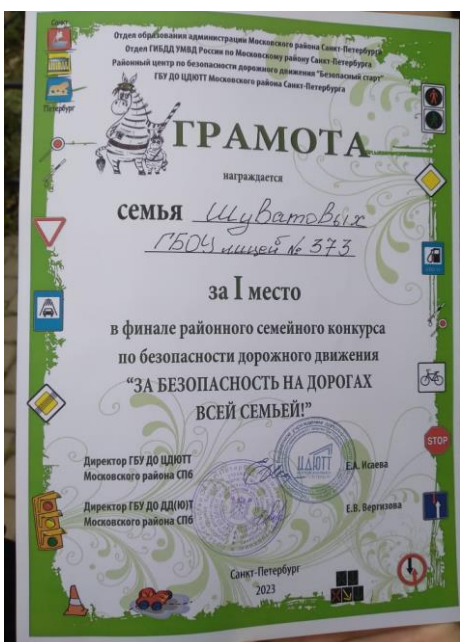 Санкт
Петербург
Отдел образования администрации Московского района Санкт-Петербурга
Отдел ГИБДД УМВД России по Московскому району Санкт-Петербурга
Районный центр по безопасности дорожного движения "Безопасный старт"
ГБУ ДО ЦДЮТТ Московского района Санкт-Петербурга
ГРАМОТА
награждается
семья Шуватовых
ГБОУ лицей № 373
за I место
в финале районного семейного конкурса
по безопасности дорожного движения
"ЗА БЕЗОПАСНОСТЬ НА ДОРОГАХ
ВСЕЙ СЕМЬЕЙ!"
STOP
Директор ГБУ ДО ЦДЮТТ
Московского района СПб
ЦДЮТТ
Е.А. Исаева
Директор ГБУ ДО ДД(Ю)Т
Московского района СПб
Е.В. Вергизова
Санкт-Петербург
2023